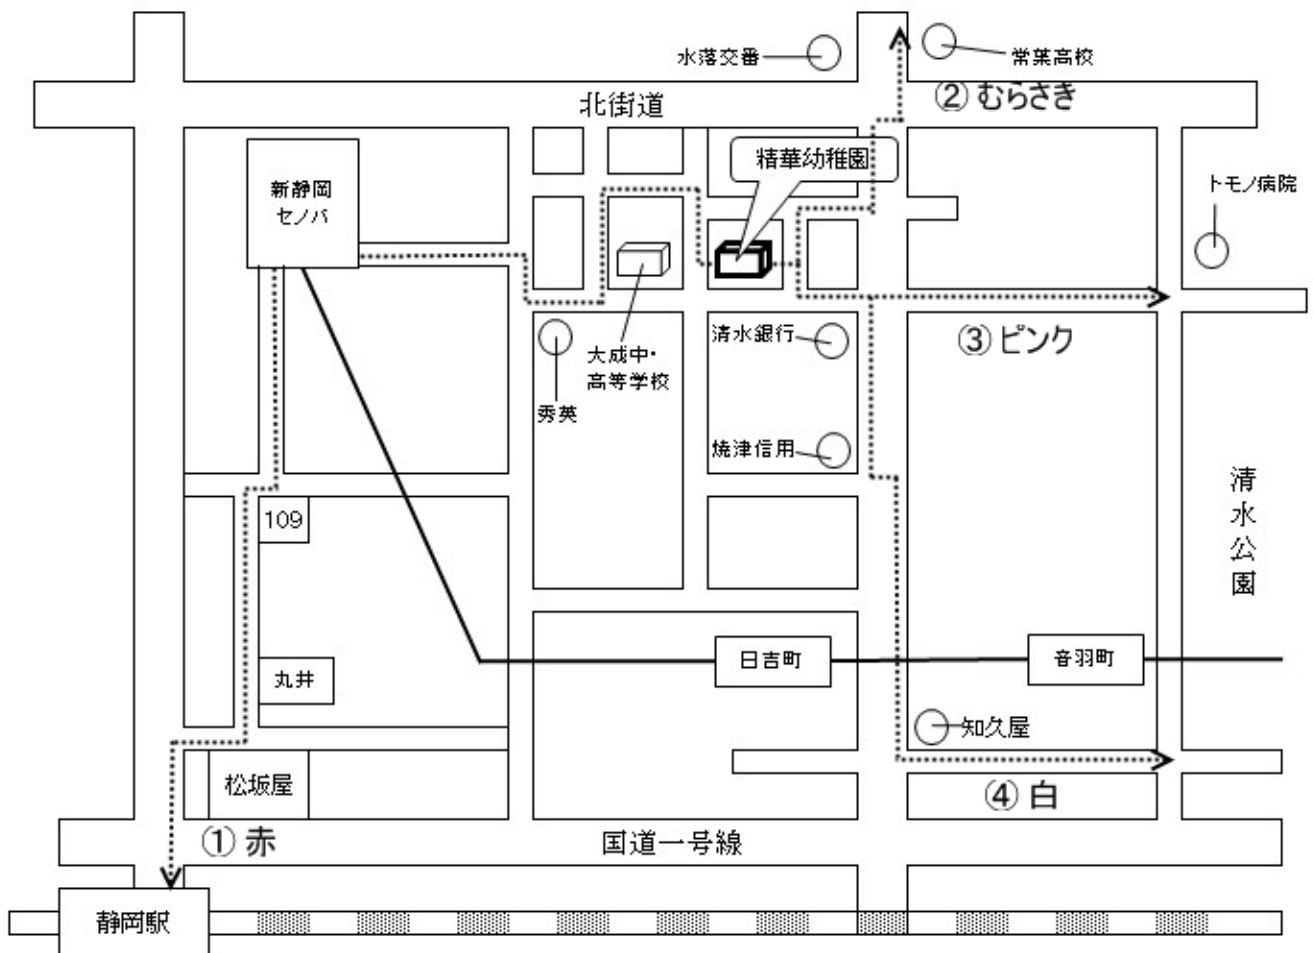 水落交番
常葉高校
北街道
② むらさき
精華幼稚園
新静岡
セノバ
トモノ病院
③ ピンク
清水銀行
大成中・
高等学校
秀英
焼津信用
清水公園
109
日吉町
音羽町
丸井
知久屋
松坂屋
④ 白
① 赤
国道一号線
静岡駅